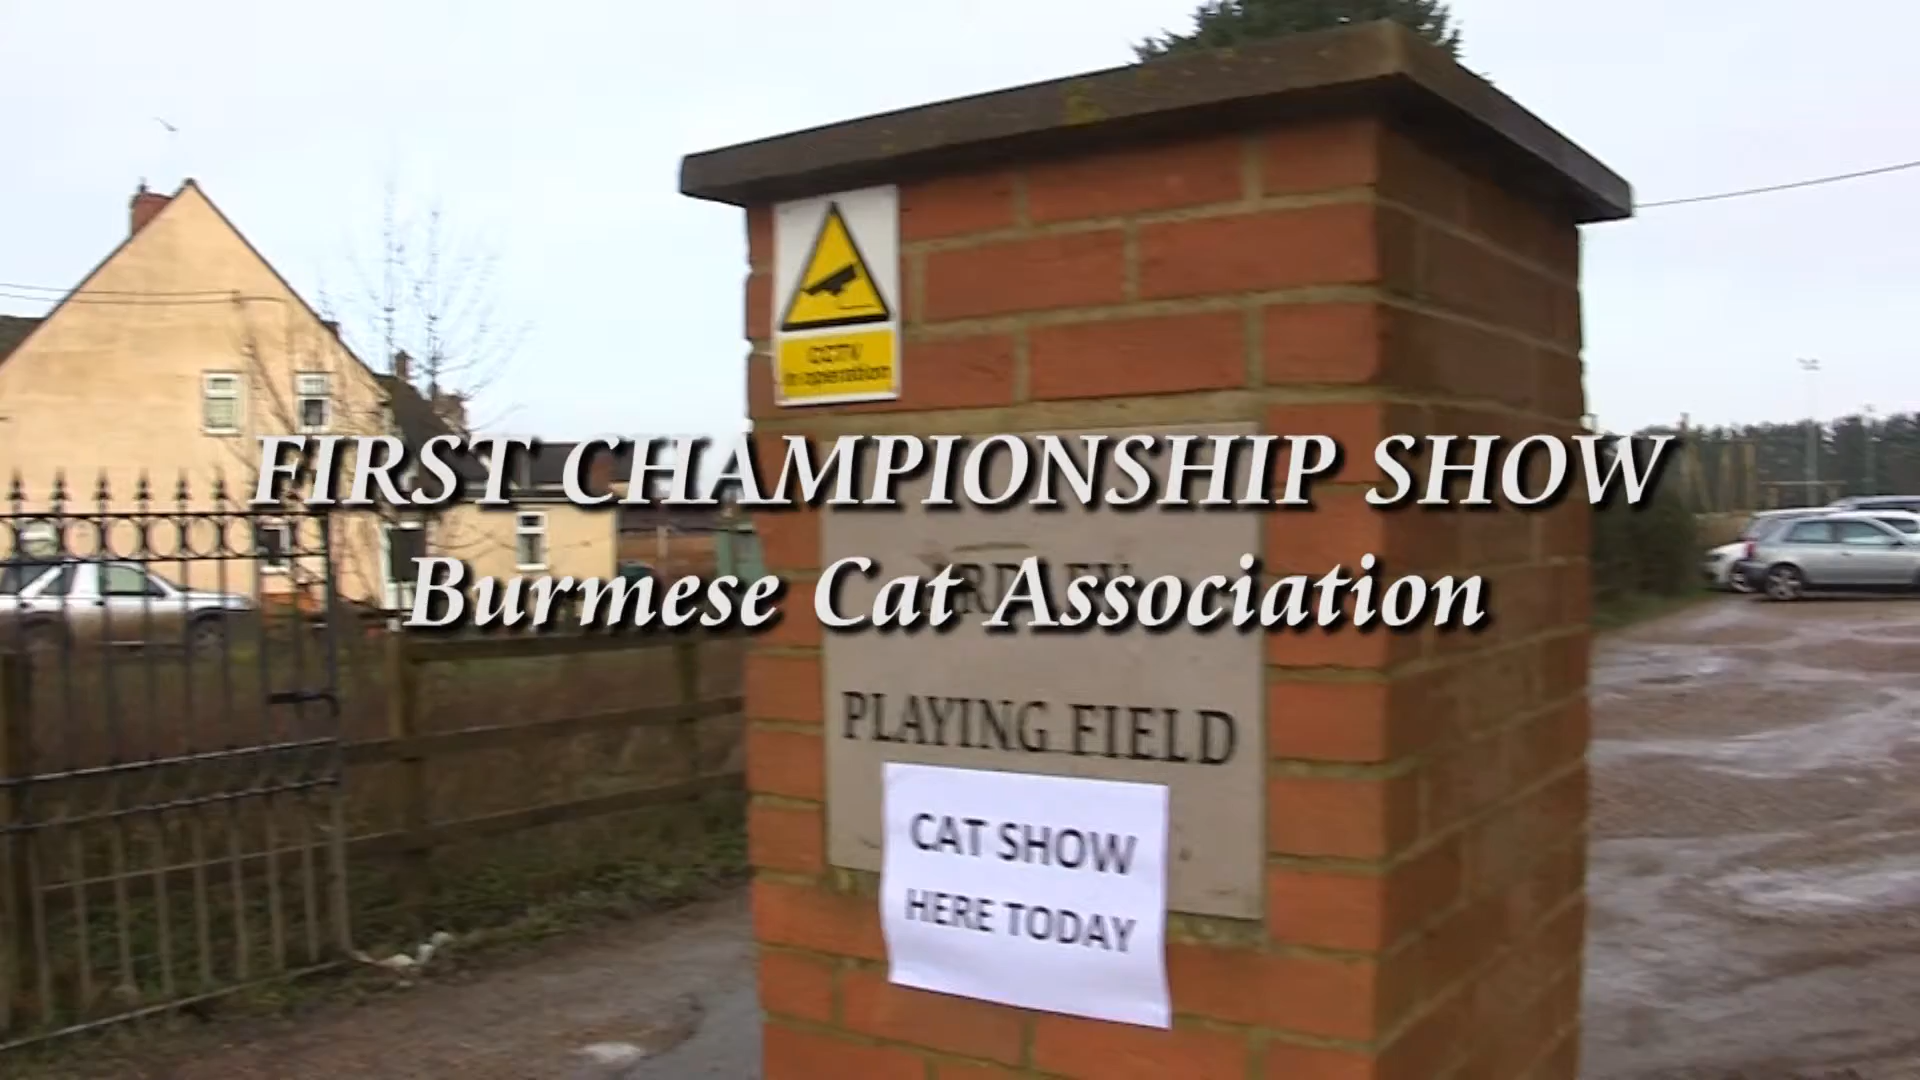 CCTV
in operation
FIRST CHAMPIONSHIP SHOW
Burmese Cat Association
PLAYING FIELD
CAT SHOW
HERE TODAY